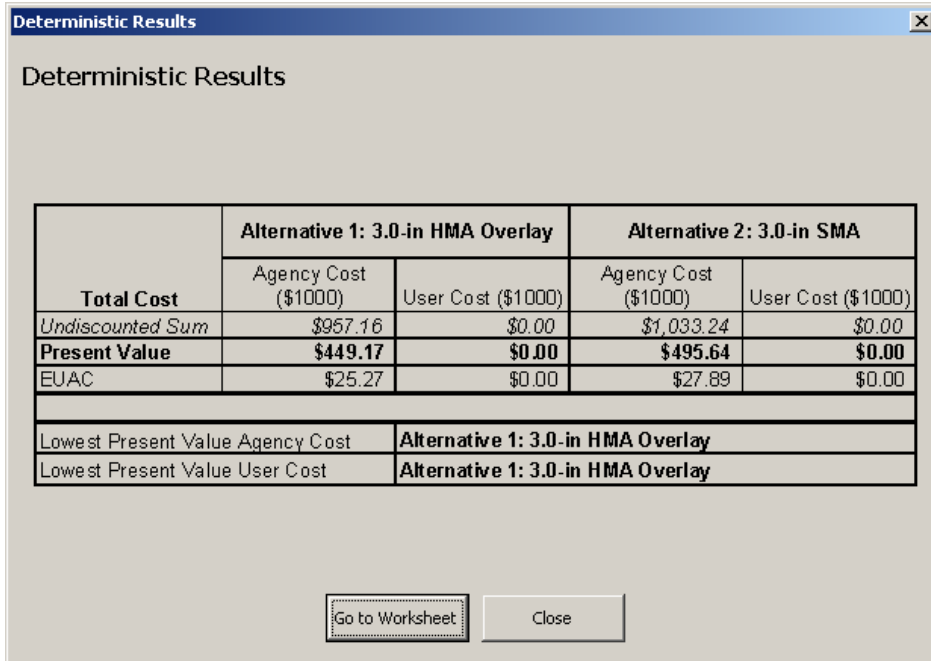 Deterministic Results
Deterministic Results
Alternative 1: 3.0-in HMA Overlay Alternative 2: 3.0-in SMA
Total Cost Agency Cost ($1000) User Cost ($1000) Agency Cost ($1000) User Cost ($1000)
Undiscounted Sum $957.16 $0.00 $1,033.24 $0.00
Present Value $449.17 $0.00 $495.64 $0.00
EUAC $25.27 $0.00 $27.89 $0.00
Lowest Present Value Agency Cost Alternative 1: 3.0-in HMA Overlay
Lowest Present Value User Cost Alternative 1: 3.0-in HMA Overlay
Go to Worksheet Close